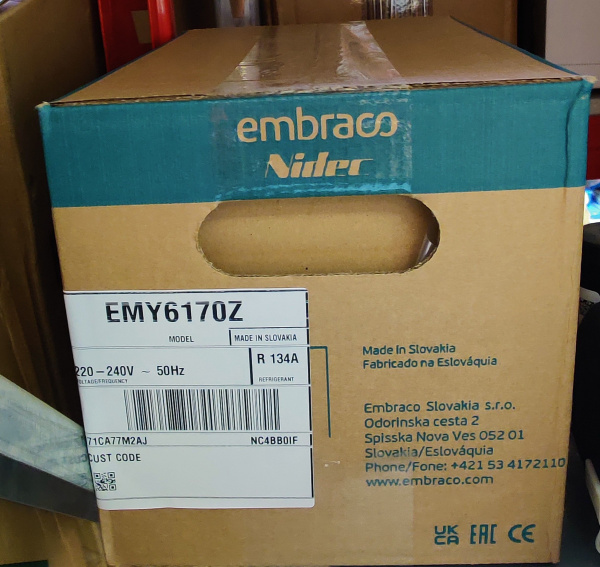 embraco
Nidec
EMY6170Z
MODEL
MADE IN SLOVAKIA
220-240V ~ 50Hz
VOLTAGE/FREQUENCY
R 134A
REFRIGERANT
71CA77M2AJ
NC4BB0IF
CUST CODE
Made In Slovakia
Fabricado na Eslováquia
Embraco Slovakia s.r.o.
Odorinska cesta 2
Spisska Nova Ves 052 01
Slovakia/Eslováquia
Phone/Fone: +421 53 4172110
www.embraco.com
UK
CA EAC CE